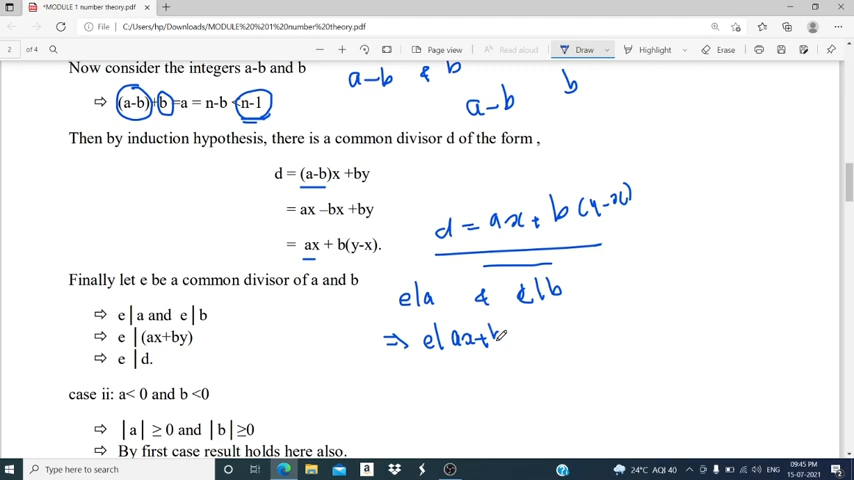 *MODULE 1 number theory.pdf
File | C:/Users/hp/Downloads/MODULE%20%201%20number%20theory.pdf
2 of 4 Page view Read aloud Draw Highlight Erase
Now consider the integers a-b and b
a-b & b
b
⇨ (a-b)+b =a = n-b <n-1
a-b
Then by induction hypothesis, there is a common divisor d of the form ,
d = (a-b)x +by
= ax –bx +by
d = ax + b(y-x)
= ax + b(y-x).
Finally let e be a common divisor of a and b
e|a & e|b
⇨ e│a and e│b
⇨ e│(ax+by)
⇒ e| ax+b
⇨ e│d.
case ii: a< 0 and b <0
⇨ │a│ ≥ 0 and │b│≥0
⇨ By first case result holds here also.
Type here to search
24°C AQI 40
ENG
09:45 PM
15-07-2021